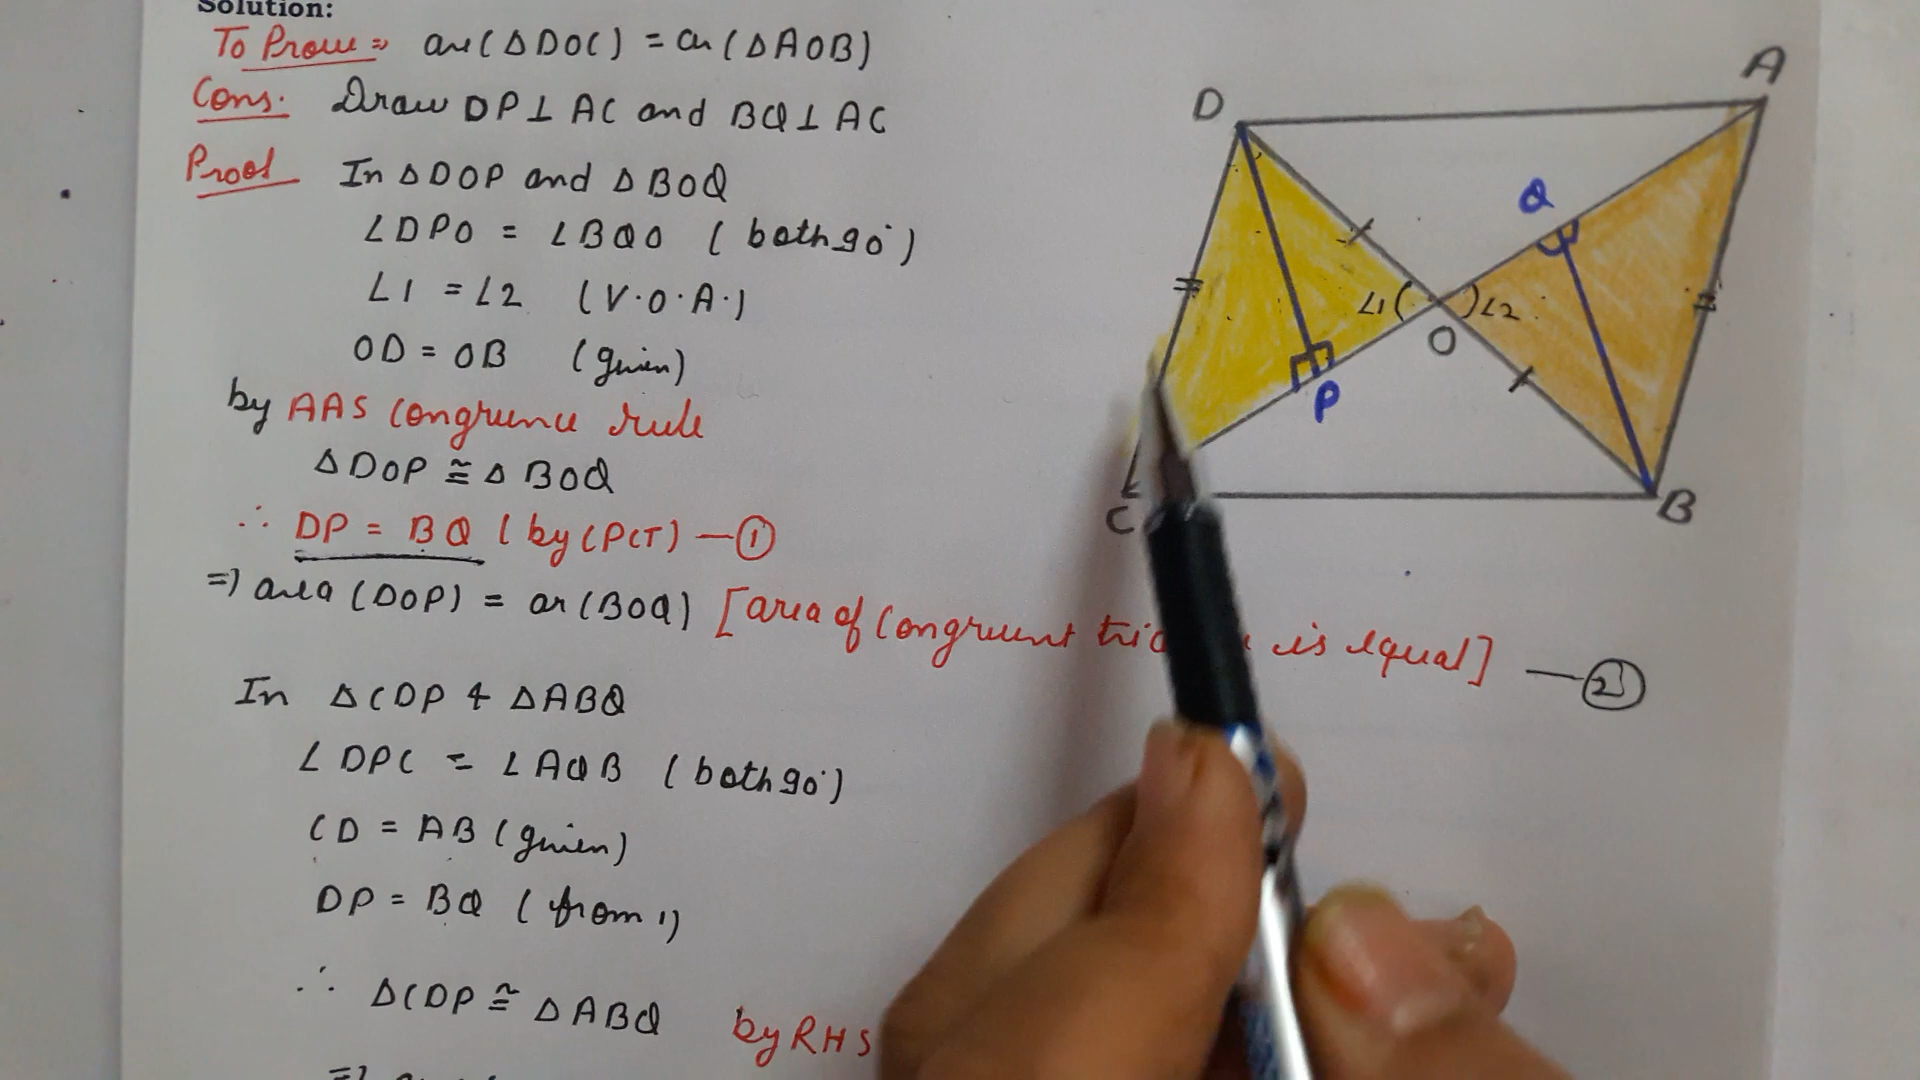 Solution:
To Prove ⇒ ar(ΔDOC) = ar(ΔAOB)
Cons. Draw DP⊥AC and BQ⊥AC
Proof In ΔDOP and ΔBOQ
∠DPO = ∠BQO (both 90°)
∠1 = ∠2 (V.O.A.)
OD = OB (given)
by AAS congruence rule
ΔDOP ≅ ΔBOQ
∴ DP = BQ (by CPCT) —①
⇒ area (DOP) = ar (BOQ) [area of congruent is equal] —②
In ΔCDP & ΔABQ
∠DPC = ∠AQB (both 90°)
CD = AB (given)
DP = BQ (from 1)
∴ ΔCDP ≅ ΔABQ by RHS
A
D
Q
∠1
∠2
O
P
C
B